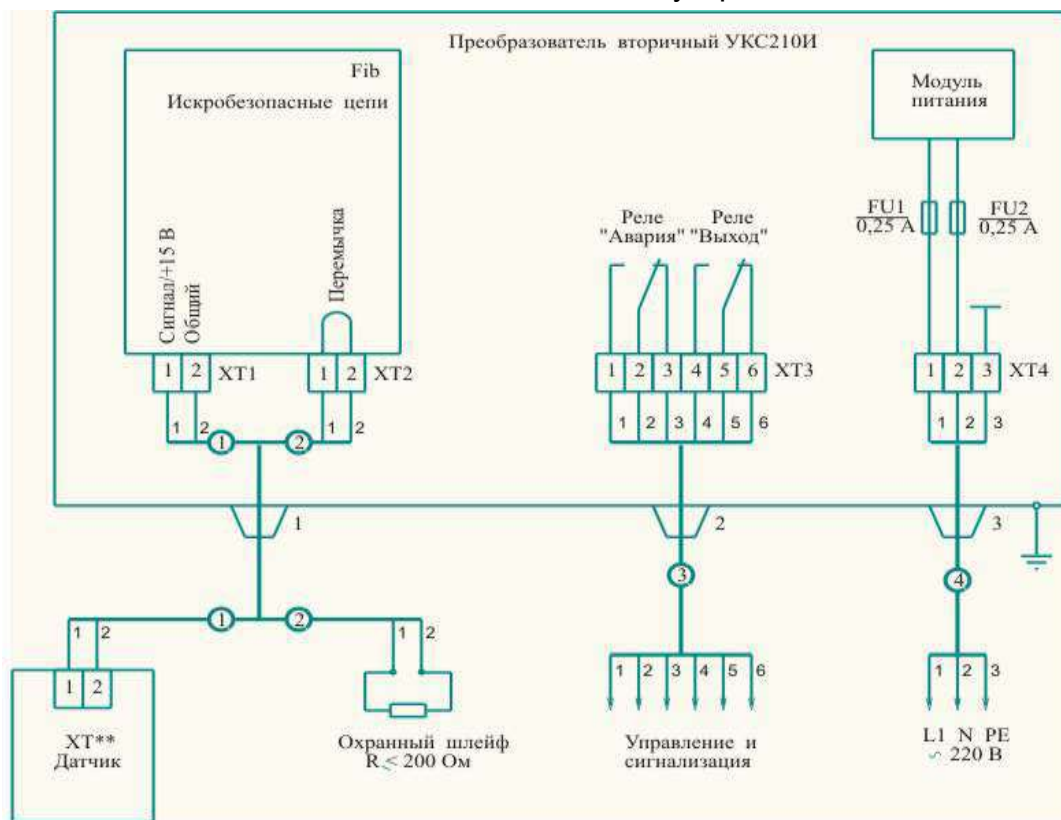 Преобразователь вторичный УКС210И
Fib
Искробезопасные цепи
Модуль
питания
Сигнал/+15 В
Общий
Перемычка
Реле
"Авария"
Реле
"Выход"
FU1
0,25 А
FU2
0,25 А
1 2 XT1
1 2 XT2
1 2 3 4 5 6 XT3
1 2 3 XT4
1 2
1 2
1 2 3 4 5 6
1 2 3
1 2
1
2
3
3
4
1 2
1 2
1 2
1 2 3 4 5 6
1 2 3
1 2
XT**
Датчик
Охранный шлейф
R ≤ 200 Ом
Управление и
сигнализация
L1 N PE
~ 220 В